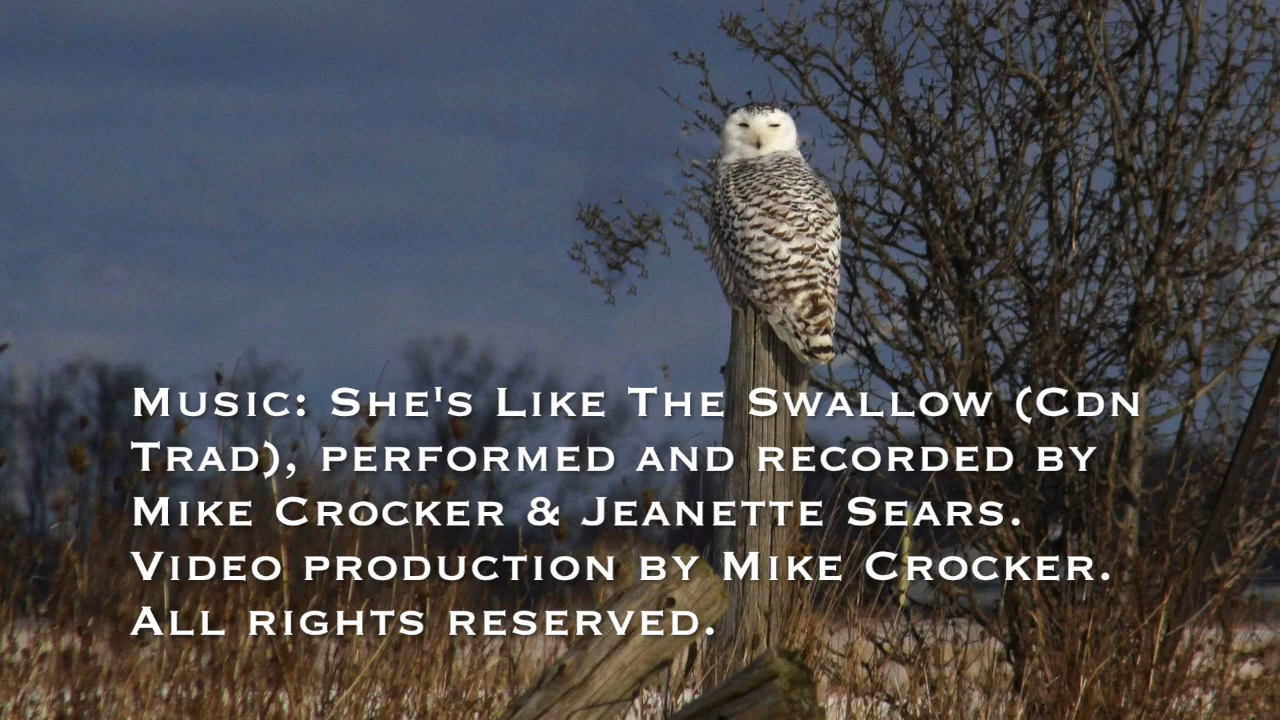 Music: She's Like The Swallow (Cdn
Trad), performed and recorded by
Mike Crocker & Jeanette Sears.
Video production by Mike Crocker.
All rights reserved.